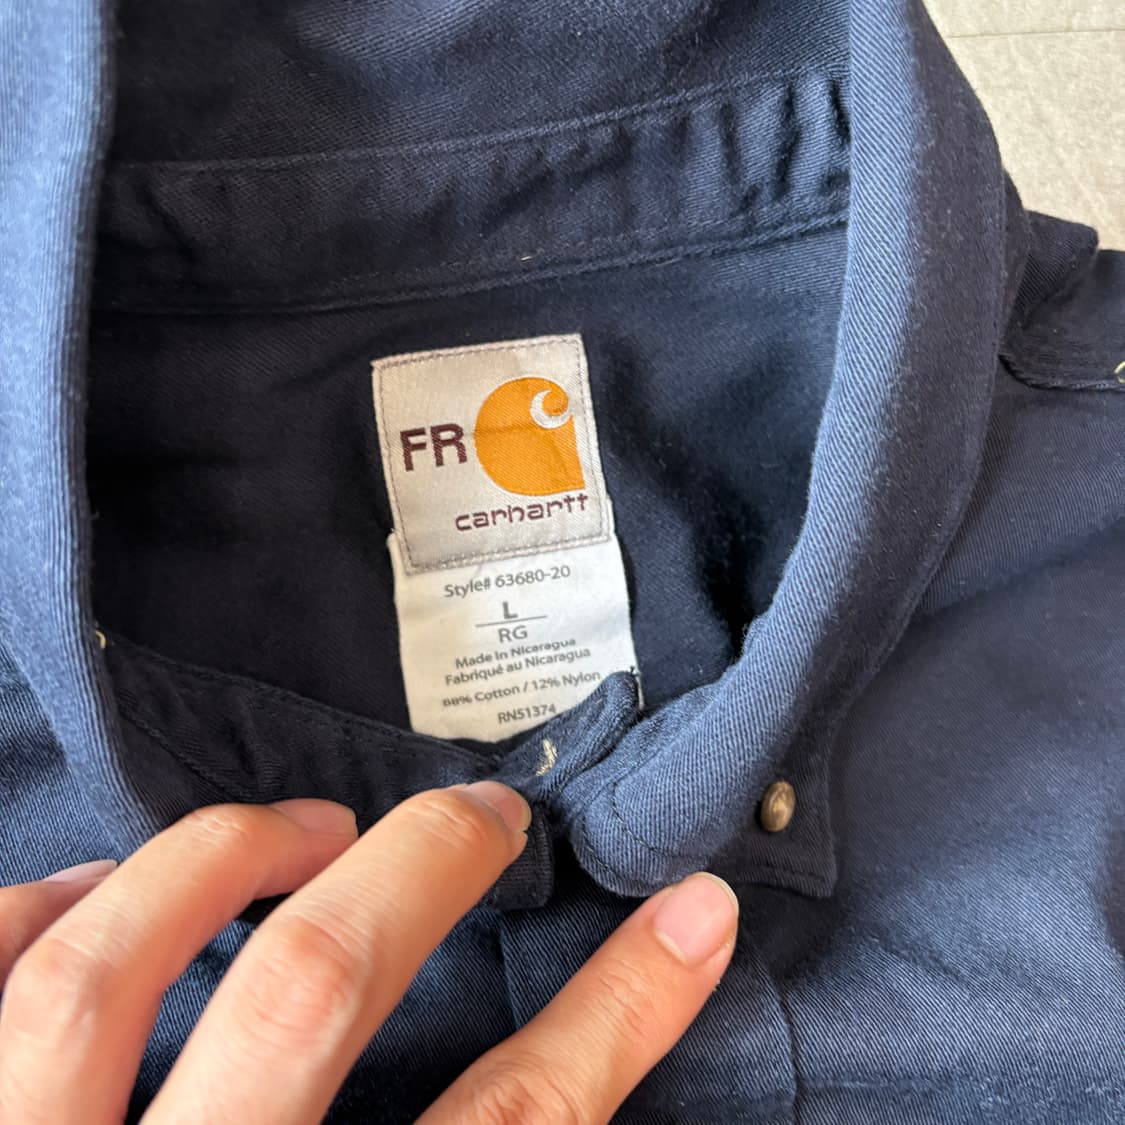 FR
carhartt
Style# 63680-20
L
RG
Made in Nicaragua
Fabriqué au Nicaragua
88% Cotton / 12% Nylon
RN51374